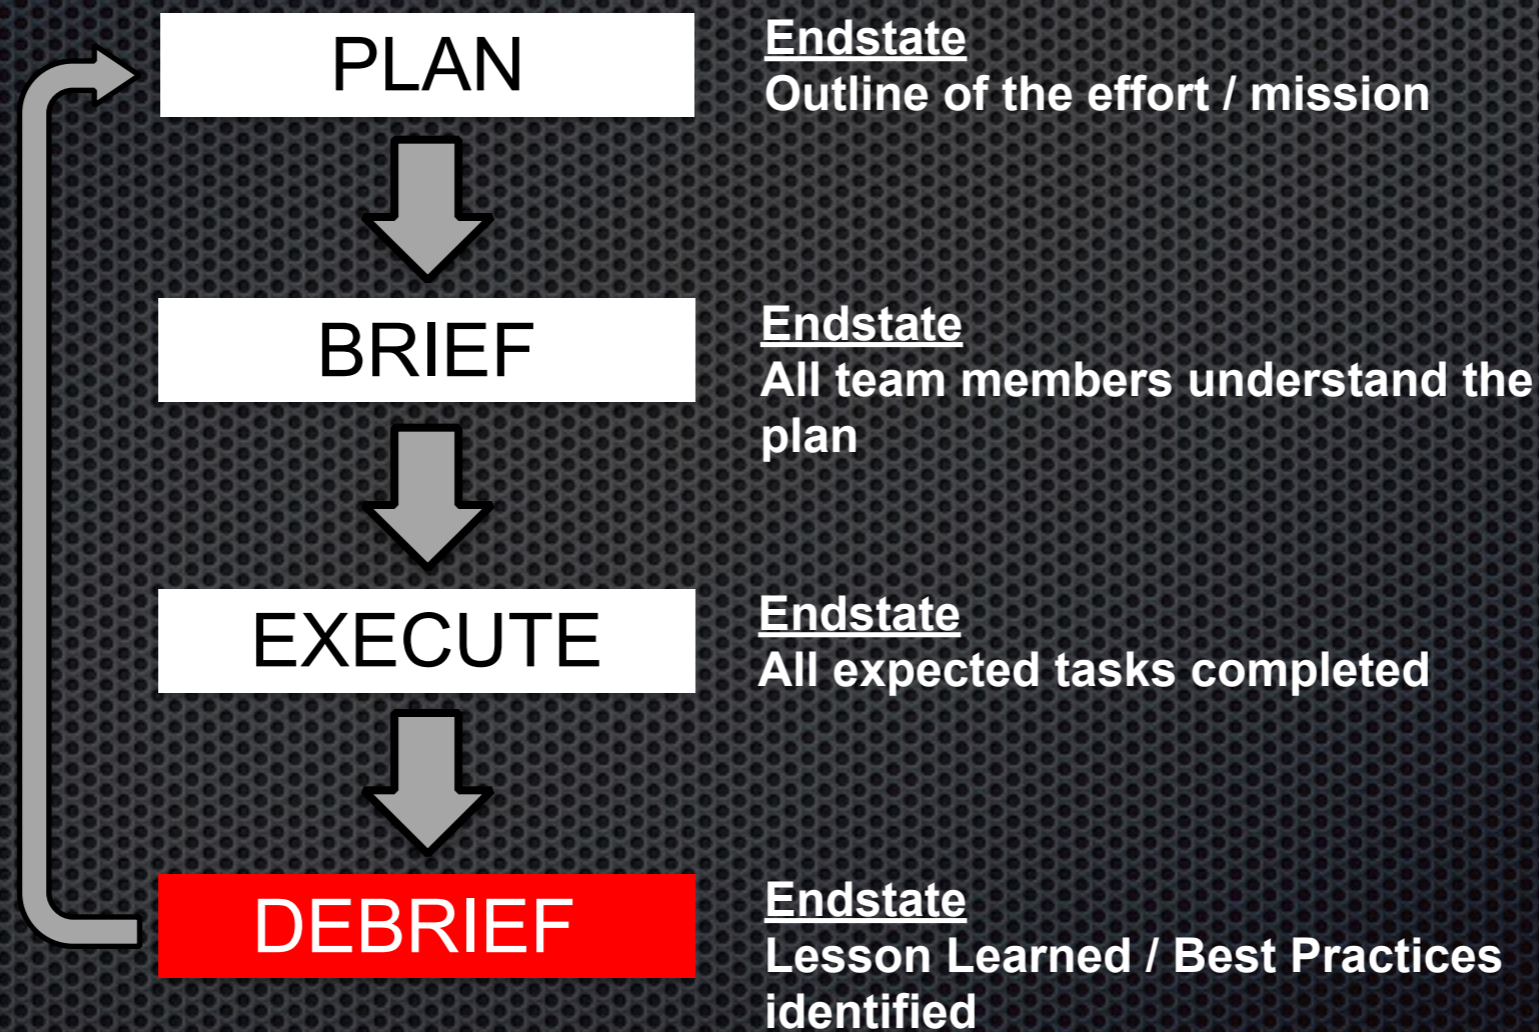 PLAN
Endstate
Outline of the effort / mission
BRIEF
Endstate
All team members understand the
plan
EXECUTE
Endstate
All expected tasks completed
DEBRIEF
Endstate
Lesson Learned / Best Practices
identified